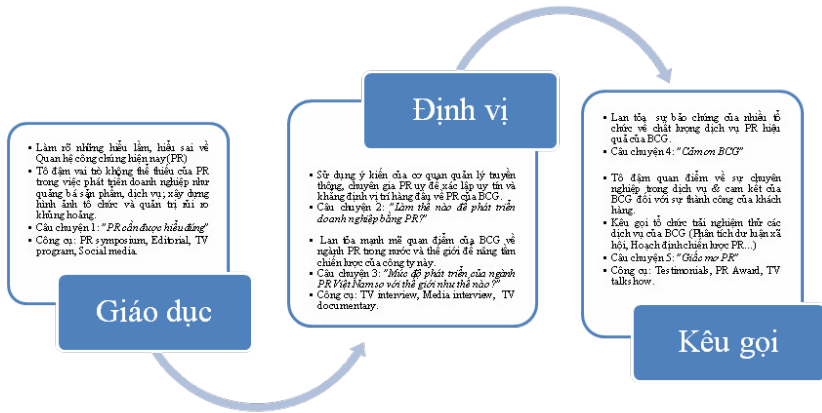 ▪ Làm rõ những hiểu lầm, hiểu sai về
Quan hệ công chúng hiện nay (PR)
▪ Tô đậm vai trò không thể thiếu của PR
trong việc phát triển doanh nghiệp như
quảng bá sản phẩm, dịch vụ; xây dựng
hình ảnh tổ chức và quản trị rủi ro
khủng hoảng.
▪ Câu chuyện 1: "PR cần được hiểu đúng"
▪ Công cụ: PR symposium, Editorial, TV
program, Social media.
Giáo dục
Định vị
▪ Sử dụng ý kiến của cơ quan quản lý truyền
thông, chuyên gia PR uy để xác lập uy tín và
khẳng định vị trí hàng đầu về PR của BCG.
▪ Câu chuyện 2: "Làm thế nào để phát triển
doanh nghiệp bằng PR?"
▪ Lan tỏa mạnh mẽ quan điểm của BCG về
ngành PR trong nước và thế giới để nâng tầm
chiến lược của công ty này.
▪ Câu chuyện 3: "Mức độ phát triển của ngành
PR Việt Nam so với thế giới như thế nào?"
▪ Công cụ: TV interview, Media interview, TV
documentary.
▪ Lan tỏa sự bảo chứng của nhiều tổ
chức về chất lượng dịch vụ PR hiệu
quả của BCG.
▪ Câu chuyện 4: "Cảm ơn BCG"
▪ Tô đậm quan điểm về sự chuyên
nghiệp trong dịch vụ & cam kết của
BCG đối với sự thành công của khách
hàng.
▪ Kêu gọi tổ chức trải nghiệm thử các
dịch vụ của BCG (Phân tích dư luận xã
hội, Hoạch định chiến lược PR...)
▪ Câu chuyện 5: "Giấc mơ PR"
▪ Công cụ: Testimonials, PR Award, TV
talkshow.
Kêu gọi